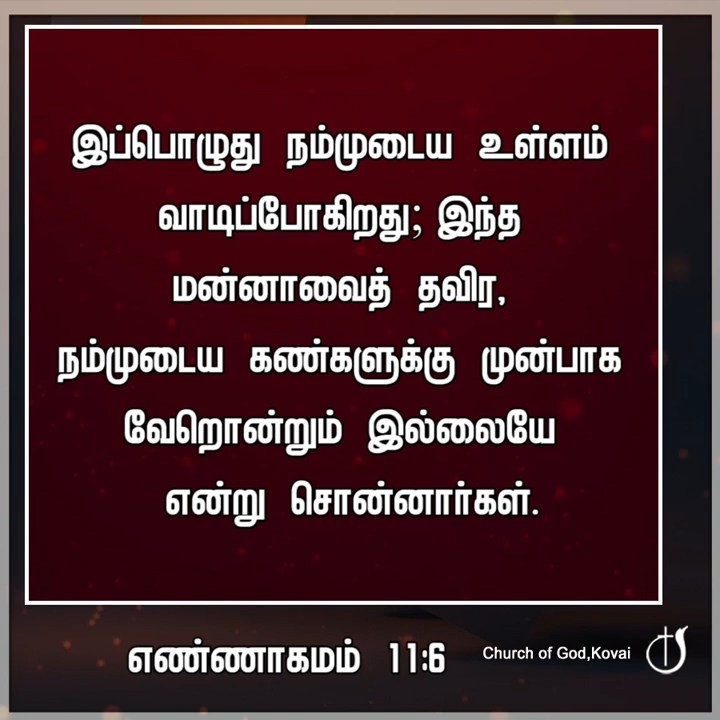 இப்பொழுது நம்முடைய உள்ளம்
வாடிப்போகிறது; இந்த
மன்னாவைத் தவிர,
நம்முடைய கண்களுக்கு முன்பாக
வேறொன்றும் இல்லையே
என்று சொன்னார்கள்.
எண்ணாகமம் 11:6
Church of God,Kovai